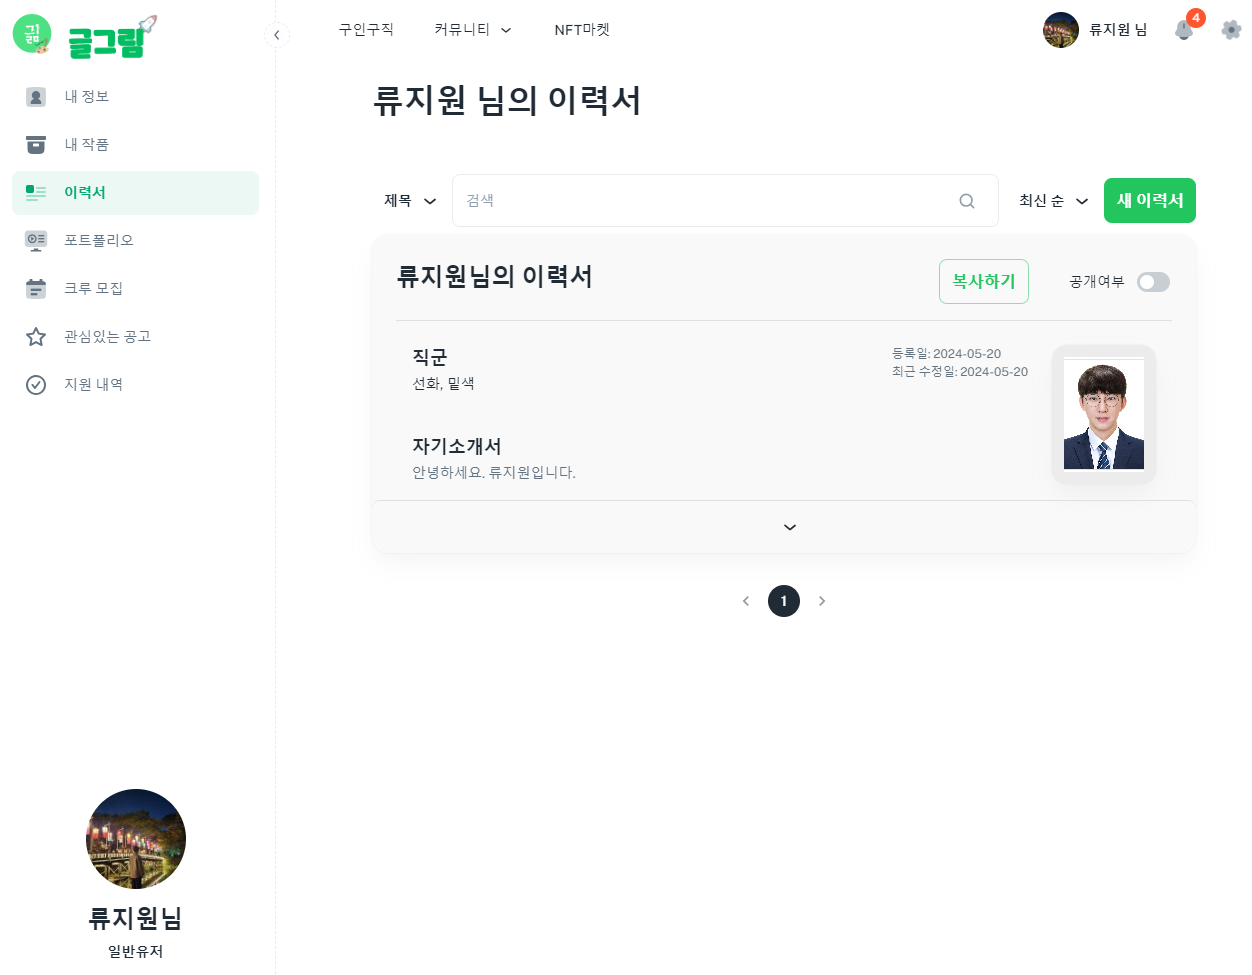 글그림
구인구직
커뮤니티
NFT마켓
류지원 님
4
내 정보
내 작품
이력서
포트폴리오
크루 모집
관심있는 공고
지원 내역
류지원님
일반유저
류지원 님의 이력서
제목
검색
최신 순
새 이력서
류지원님의 이력서
복사하기
공개여부
직군
선화, 밑색
등록일: 2024-05-20
최근 수정일: 2024-05-20
자기소개서
안녕하세요. 류지원입니다.
1